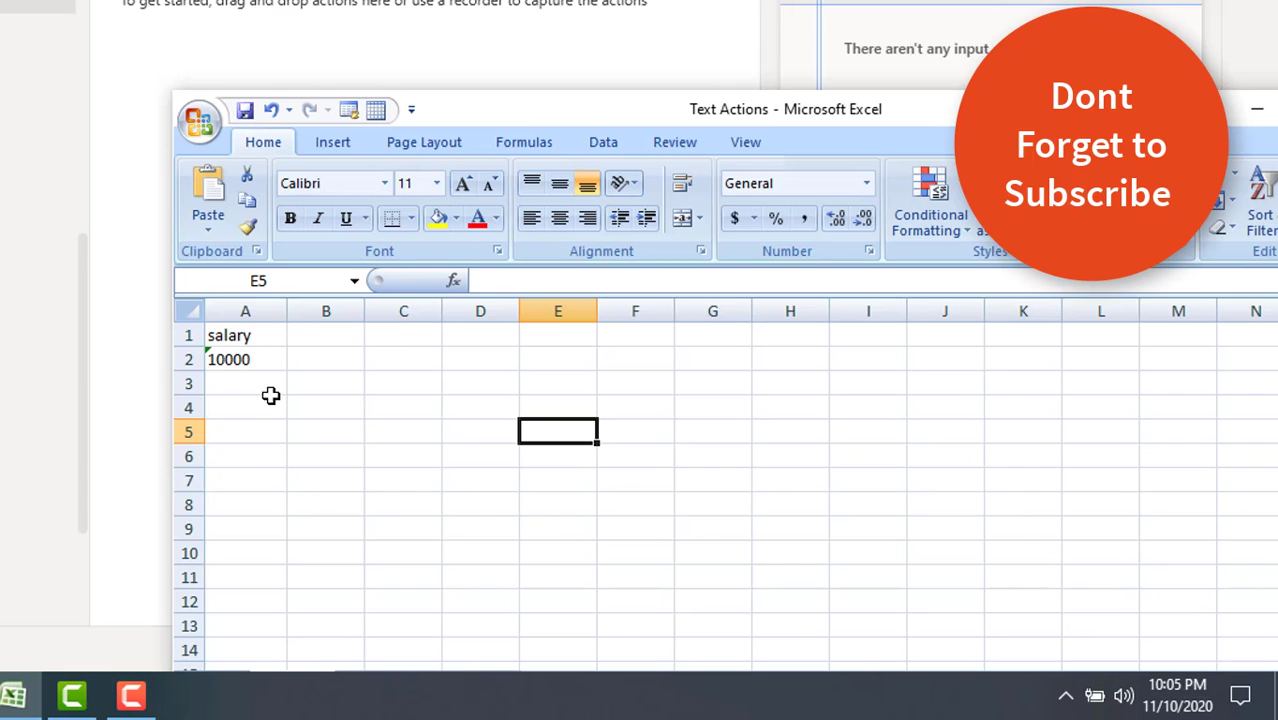 To get started, drag and drop actions here or use a recorder to capture the actions
There aren't any input
Dont
Forget to
Subscribe
Text Actions - Microsoft Excel
Home Insert Page Layout Formulas Data Review View
Calibri 11 General
Paste
B I U $ % , Conditional Sort
Formatting Filter
Clipboard Font Alignment Number Styles Edit
E5 fx
A B C D E F G H I J K L M N
1 salary
2 10000
3
4
5
6
7
8
9
10
11
12
13
14
10:05 PM
11/10/2020